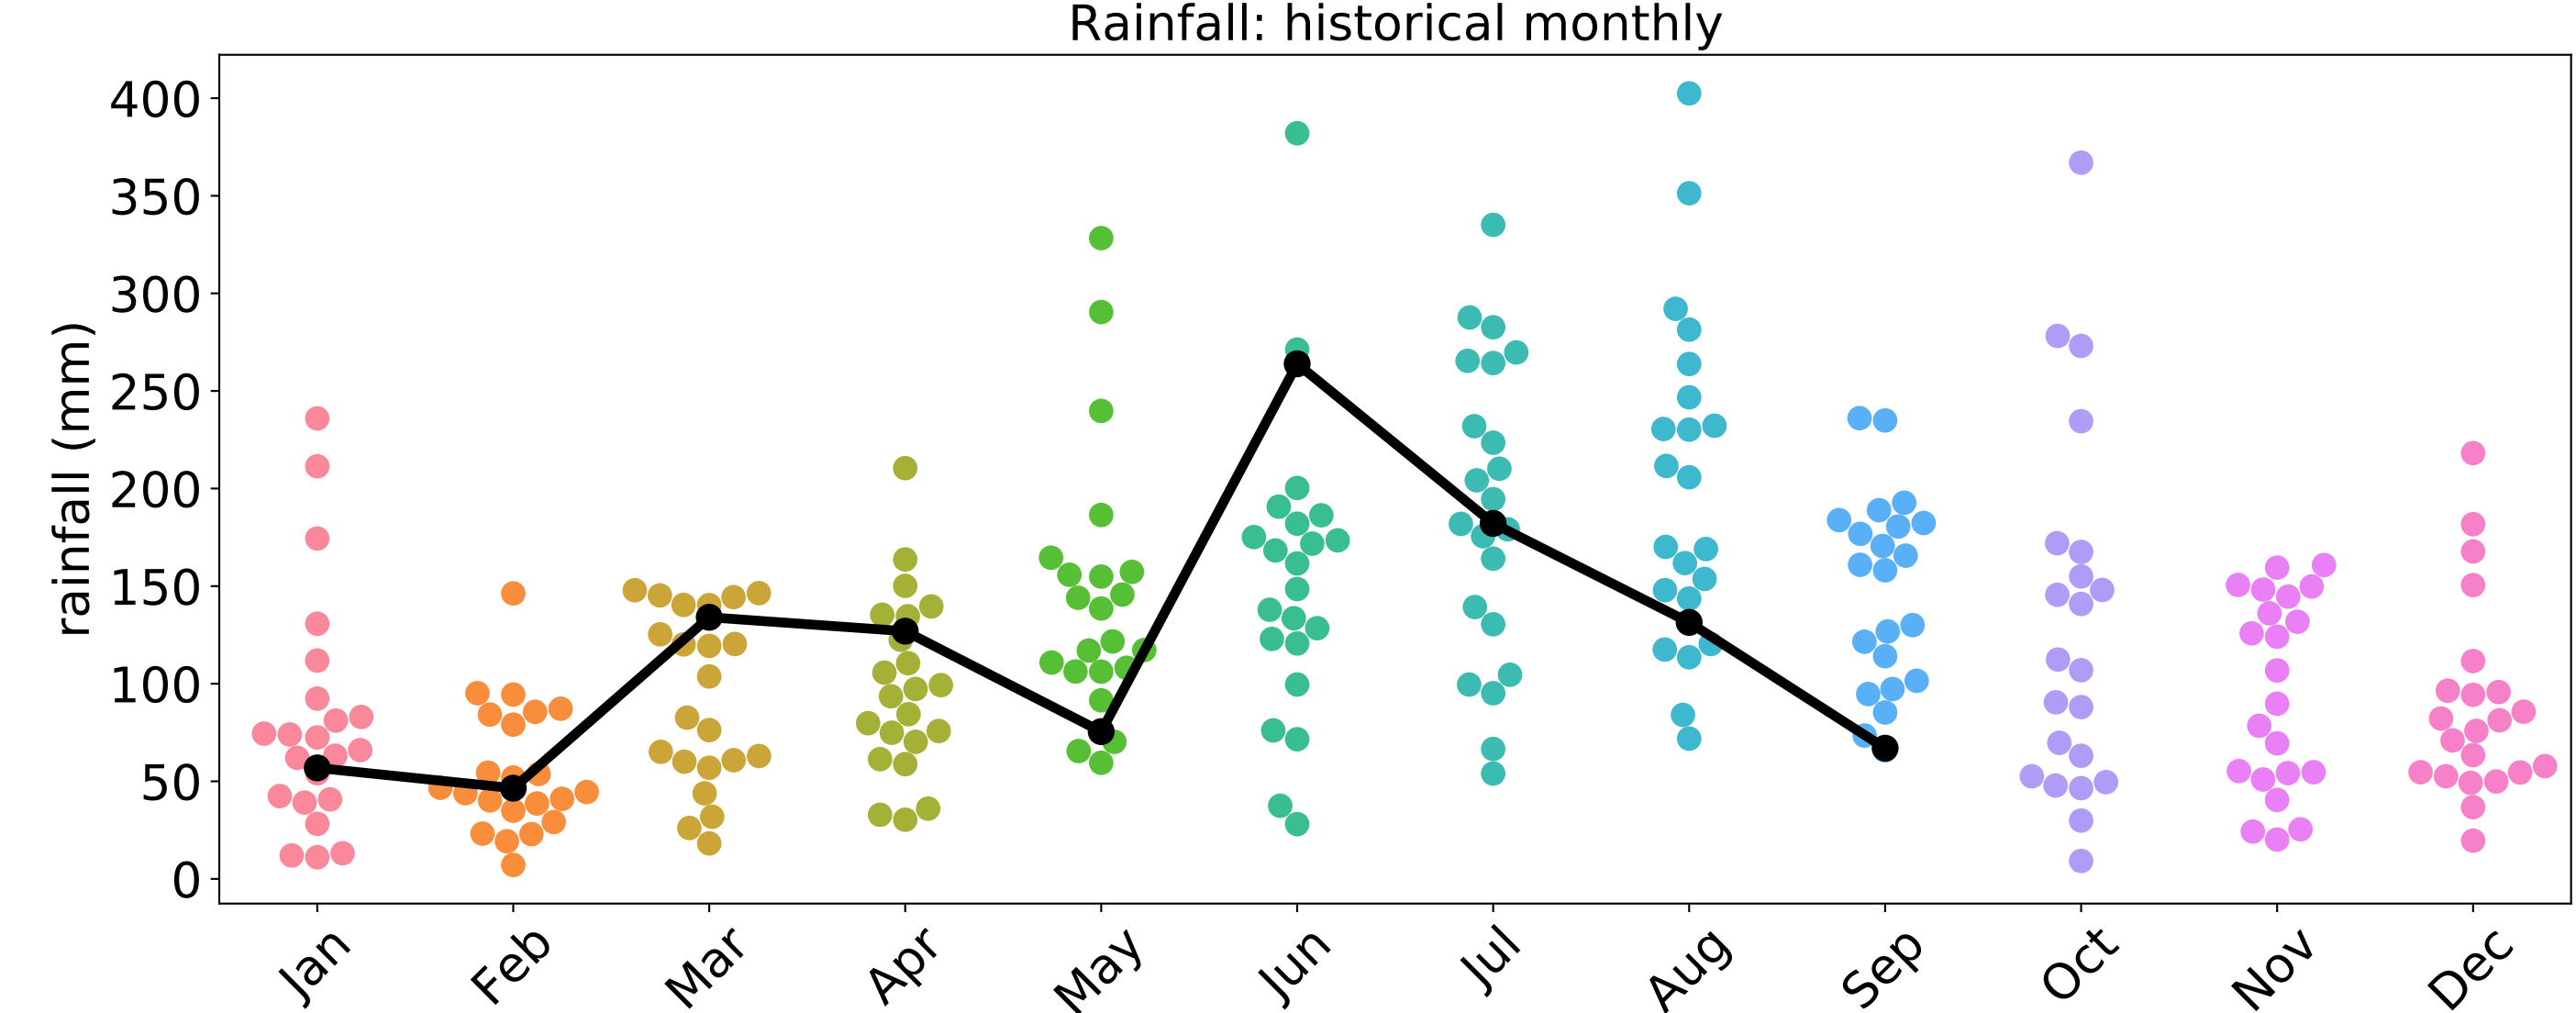 Rainfall: historical monthly
rainfall (mm)
400
350
300
250
200
150
100
50
0
Jan
Feb
Mar
Apr
May
Jun
Jul
Aug
Sep
Oct
Nov
Dec